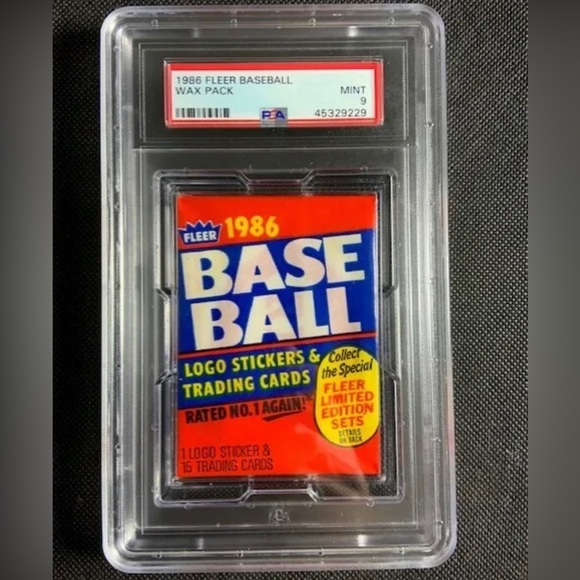 1986 FLEER BASEBALL
WAX PACK
MINT
9
PSA
45329229
FLEER 1986
BASE
BALL
LOGO STICKERS &
TRADING CARDS
RATED NO.1 AGAIN!
Collect
the Special
FLEER
LIMITED
EDITION
SETS
DETAILS
ON BACK
1 LOGO STICKER &
15 TRADING CARDS
PSA